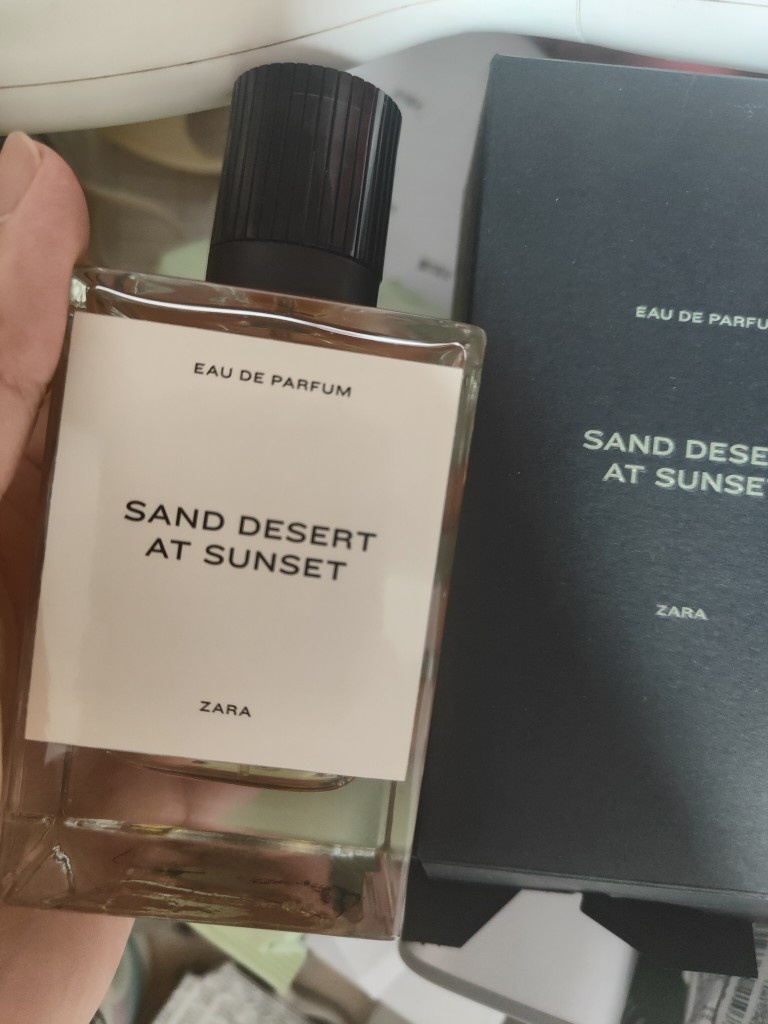 EAU DE PARFUM
SAND DESERT
AT SUNSET
ZARA
EAU DE PARFU
SAND DESE
AT SUNSET
ZARA